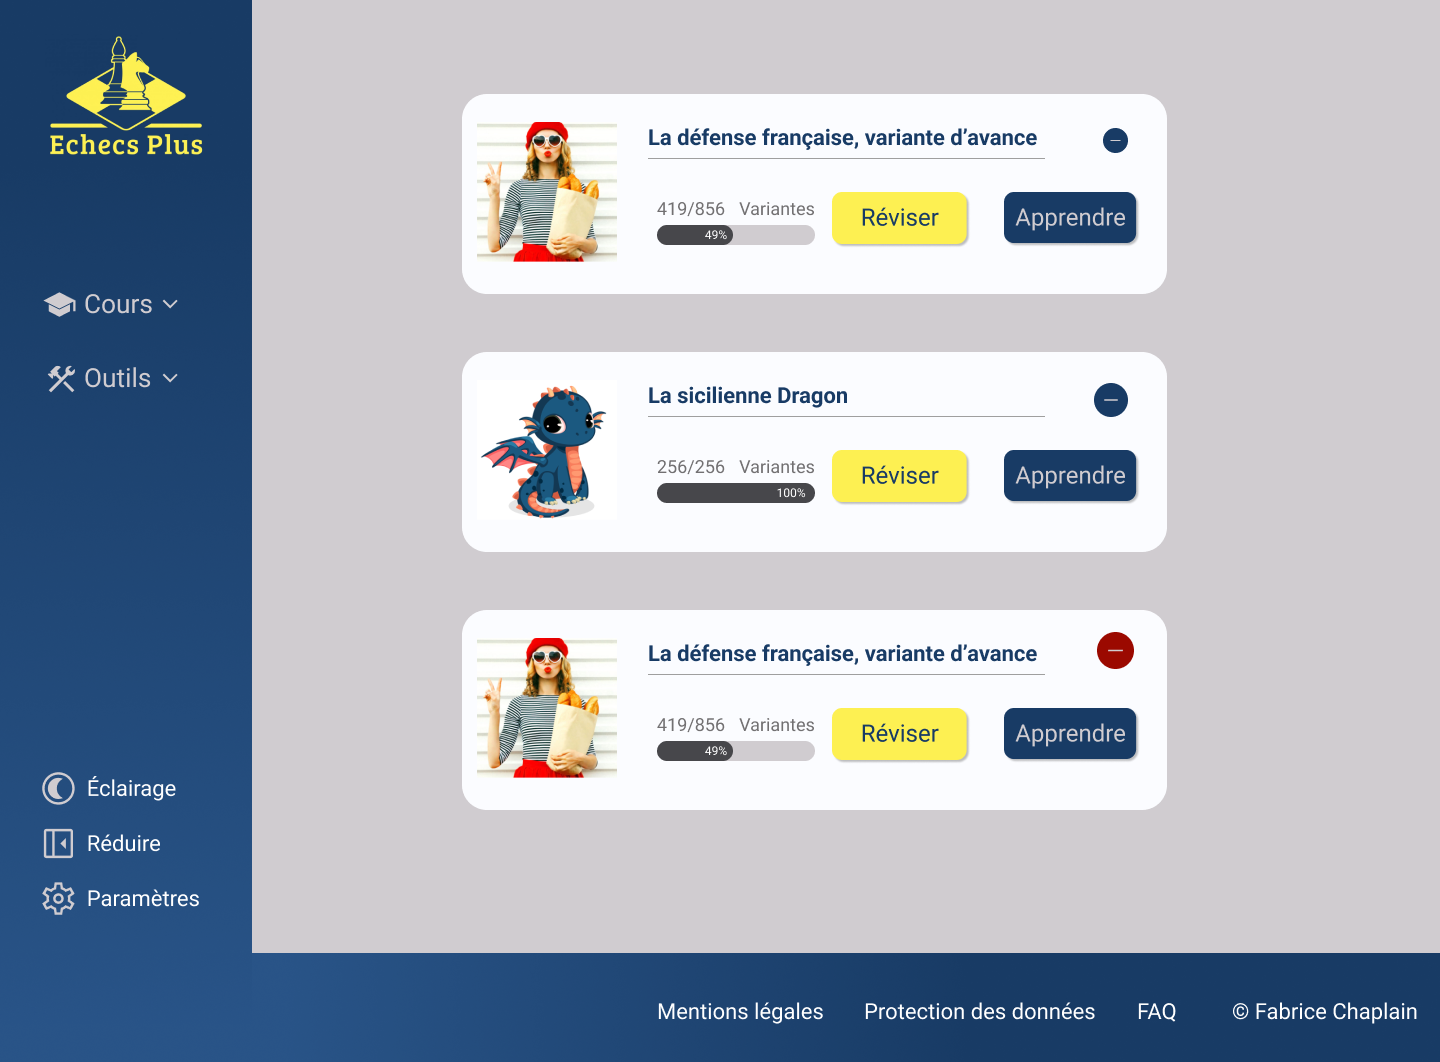 Echecs Plus
Cours
Outils
Éclairage
Réduire
Paramètres
La défense française, variante d’avance
419/856 Variantes
49%
Réviser
Apprendre
La sicilienne Dragon
256/256 Variantes
100%
Réviser
Apprendre
La défense française, variante d’avance
419/856 Variantes
49%
Réviser
Apprendre
Mentions légales Protection des données FAQ © Fabrice Chaplain